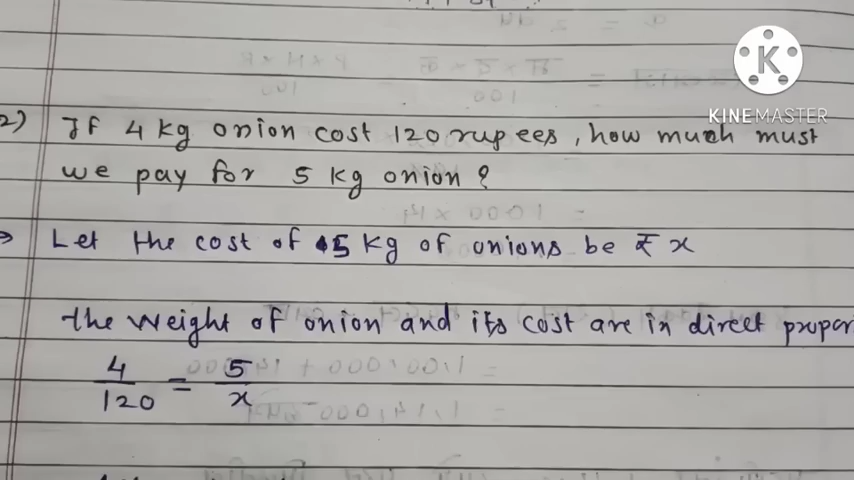 KINEMASTER
2) If 4 kg onion cost 120 rupees, how much must
we pay for 5 kg onion?
Let the cost of 5 kg of onions be ₹ x
the weight of onion and its cost are in direct propor
4/120 = 5/x